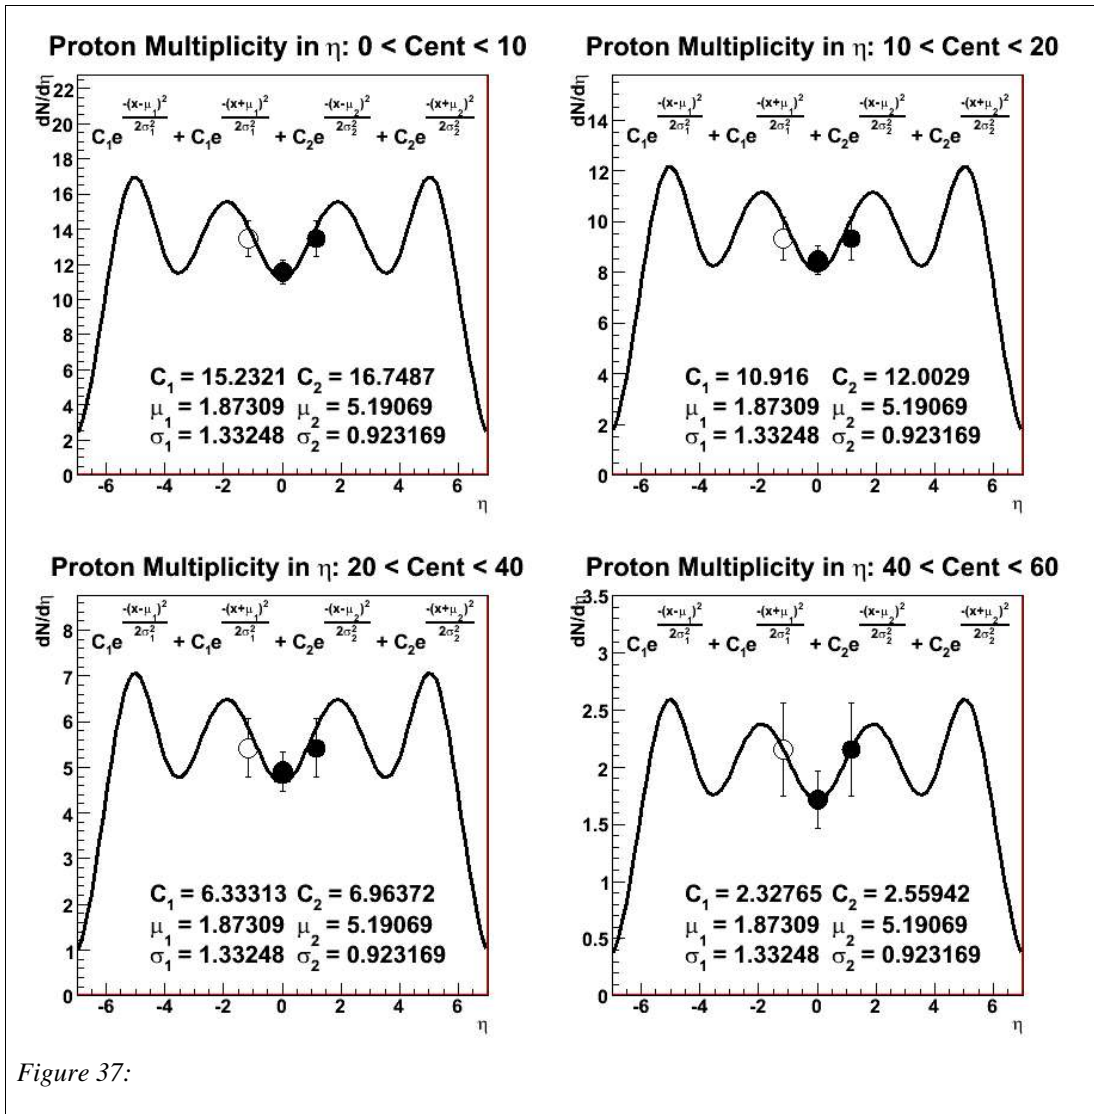 Proton Multiplicity in η: 0 < Cent < 10
dN/dη
C₁e^(-(x-μ₁)²/2σ₁²) + C₁e^(-(x+μ₁)²/2σ₁²) + C₂e^(-(x-μ₂)²/2σ₂²) + C₂e^(-(x+μ₂)²/2σ₂²)
22
20
18
16
14
12
10
8
6
4
2
0
C₁ = 15.2321 C₂ = 16.7487
μ₁ = 1.87309 μ₂ = 5.19069
σ₁ = 1.33248 σ₂ = 0.923169
-6 -4 -2 0 2 4 6
η
Proton Multiplicity in η: 10 < Cent < 20
dN/dη
C₁e^(-(x-μ₁)²/2σ₁²) + C₁e^(-(x+μ₁)²/2σ₁²) + C₂e^(-(x-μ₂)²/2σ₂²) + C₂e^(-(x+μ₂)²/2σ₂²)
14
12
10
8
6
4
2
0
C₁ = 10.916 C₂ = 12.0029
μ₁ = 1.87309 μ₂ = 5.19069
σ₁ = 1.33248 σ₂ = 0.923169
-6 -4 -2 0 2 4 6
η
Proton Multiplicity in η: 20 < Cent < 40
dN/dη
C₁e^(-(x-μ₁)²/2σ₁²) + C₁e^(-(x+μ₁)²/2σ₁²) + C₂e^(-(x-μ₂)²/2σ₂²) + C₂e^(-(x+μ₂)²/2σ₂²)
8
7
6
5
4
3
2
1
0
C₁ = 6.33313 C₂ = 6.96372
μ₁ = 1.87309 μ₂ = 5.19069
σ₁ = 1.33248 σ₂ = 0.923169
-6 -4 -2 0 2 4 6
η
Proton Multiplicity in η: 40 < Cent < 60
dN/dη
C₁e^(-(x-μ₁)²/2σ₁²) + C₁e^(-(x+μ₁)²/2σ₁²) + C₂e^(-(x-μ₂)²/2σ₂²) + C₂e^(-(x+μ₂)²/2σ₂²)
3.5
3
2.5
2
1.5
1
0.5
0
C₁ = 2.32765 C₂ = 2.55942
μ₁ = 1.87309 μ₂ = 5.19069
σ₁ = 1.33248 σ₂ = 0.923169
-6 -4 -2 0 2 4 6
η
Figure 37: